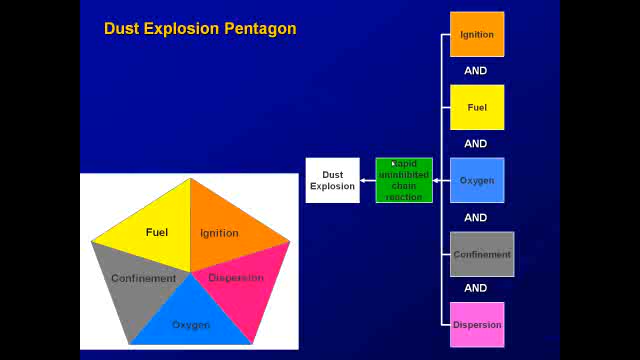 Dust Explosion Pentagon
Ignition
AND
Fuel
AND
Oxygen
AND
Confinement
AND
Dispersion
Rapid
uninhibited
chain
reaction
Dust
Explosion
Fuel
Ignition
Confinement
Dispersion
Oxygen